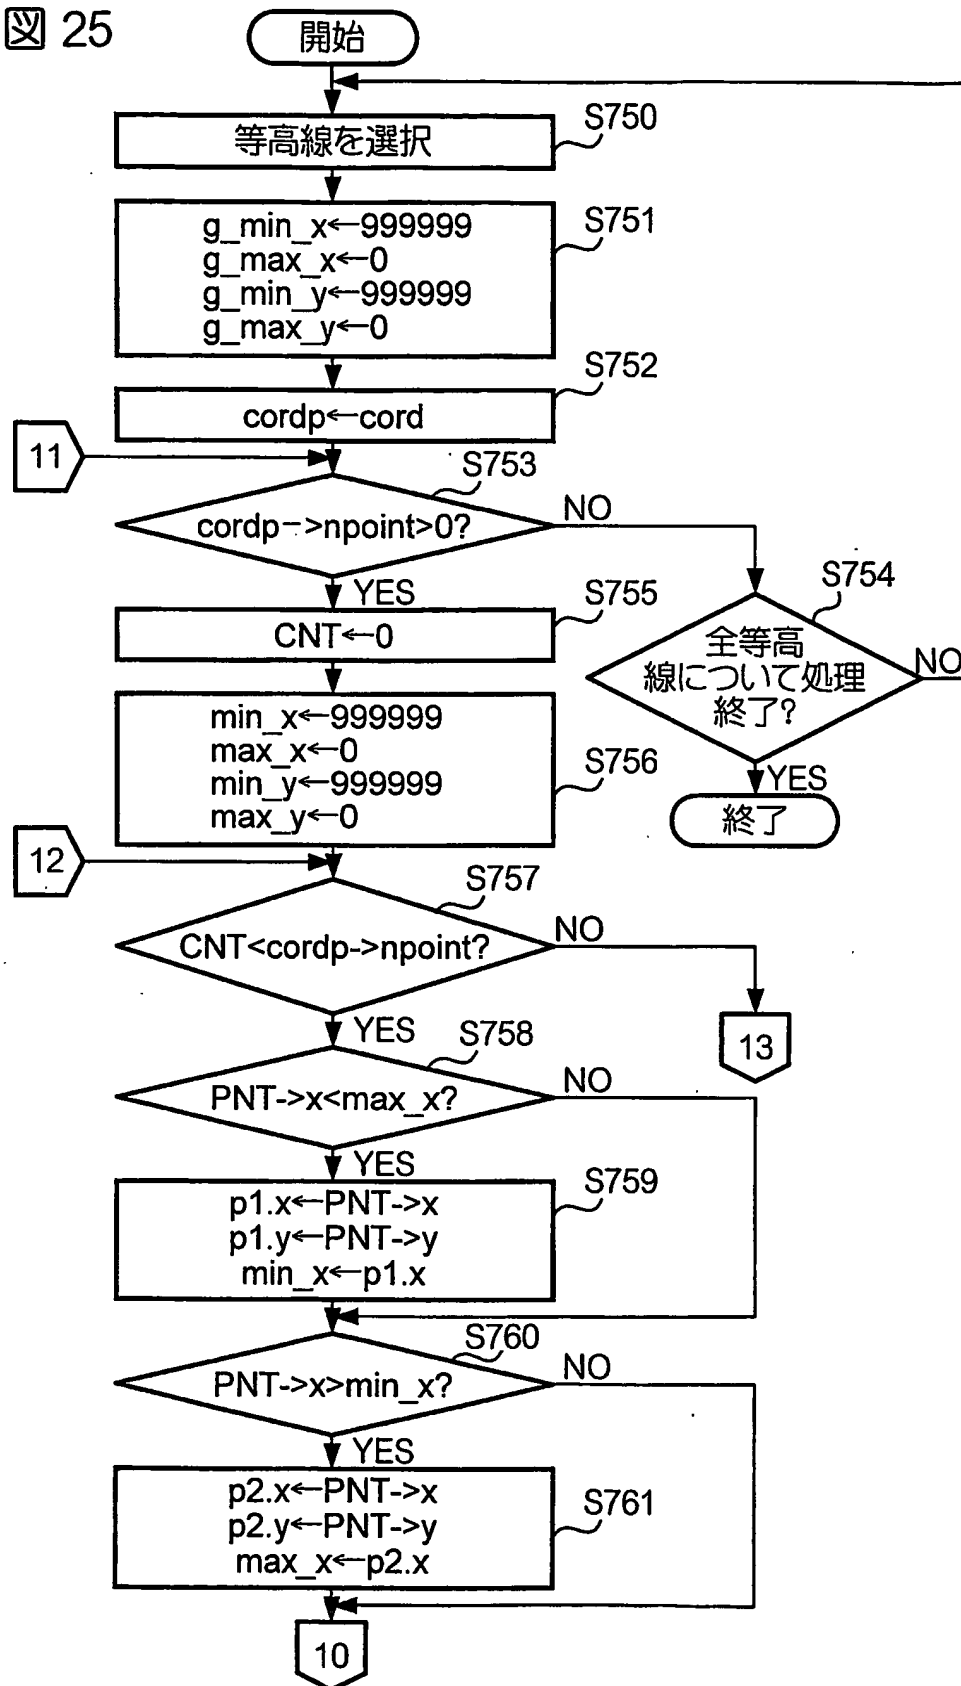 図 25
開始
S750
等高線を選択
S751
g_min_x←999999
g_max_x←0
g_min_y←999999
g_max_y←0
S752
cordp←cord
11
S753
cordp->npoint>0?
NO
YES
S754
全等高
線について処理
終了?
NO
YES
終了
S755
CNT←0
S756
min_x←999999
max_x←0
min_y←999999
max_y←0
12
S757
CNT<cordp->npoint?
NO
13
YES
S758
PNT->x<max_x?
NO
YES
S759
p1.x←PNT->x
p1.y←PNT->y
min_x←p1.x
S760
PNT->x>min_x?
NO
YES
S761
p2.x←PNT->x
p2.y←PNT->y
max_x←p2.x
10